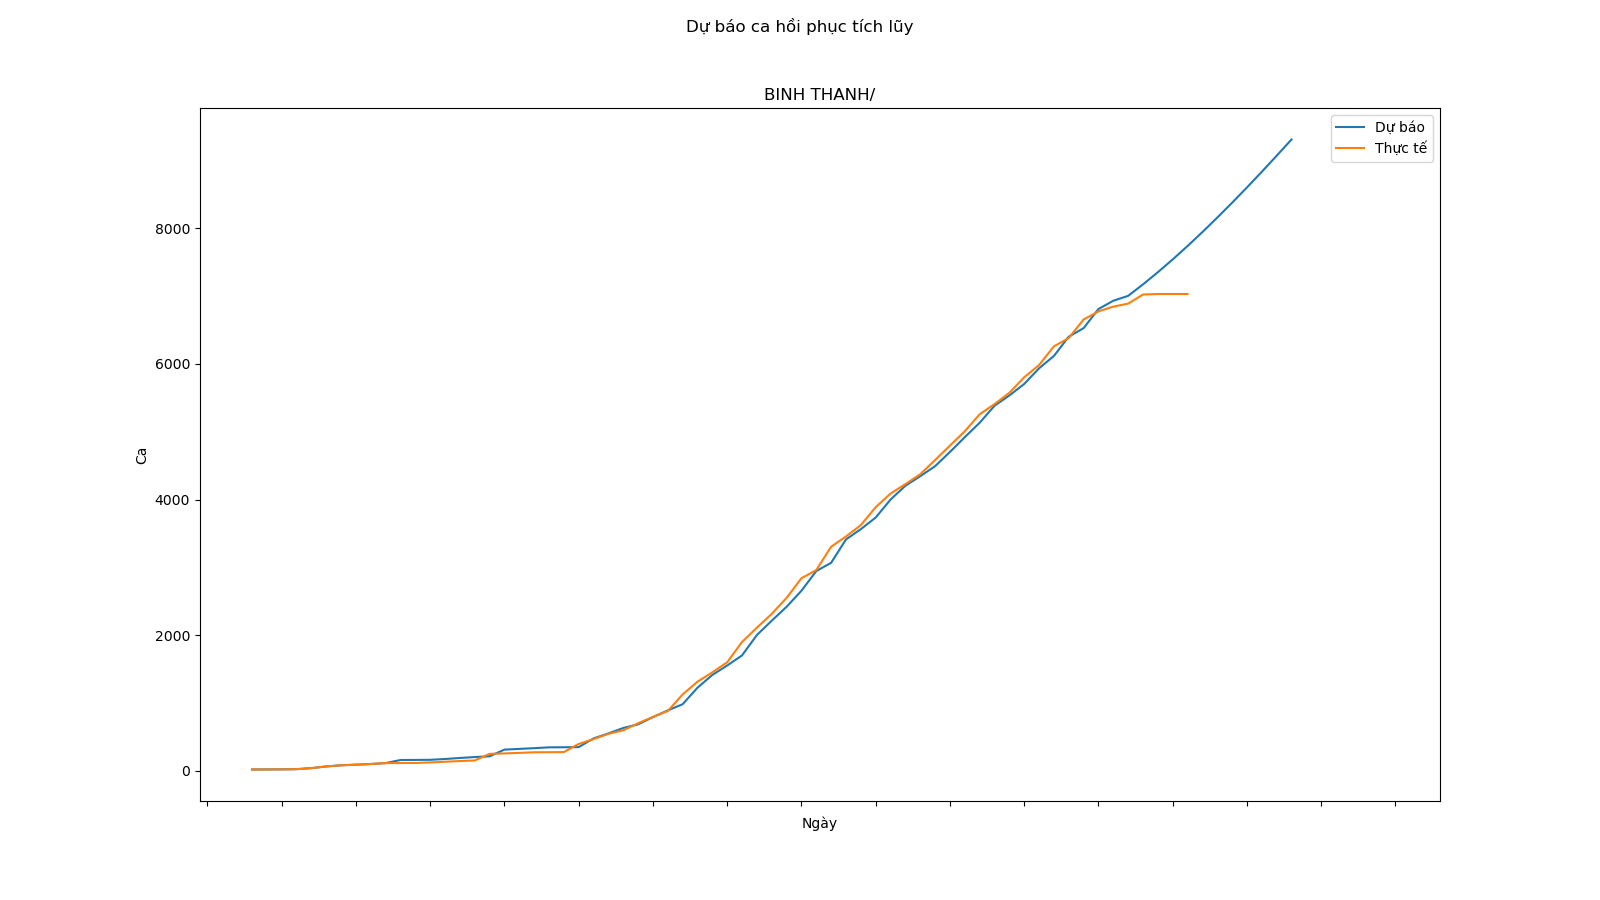 Dự báo ca hồi phục tích lũy
BINH THANH/
Dự báo
Thực tế
8000
6000
4000
2000
0
Ca
Ngày